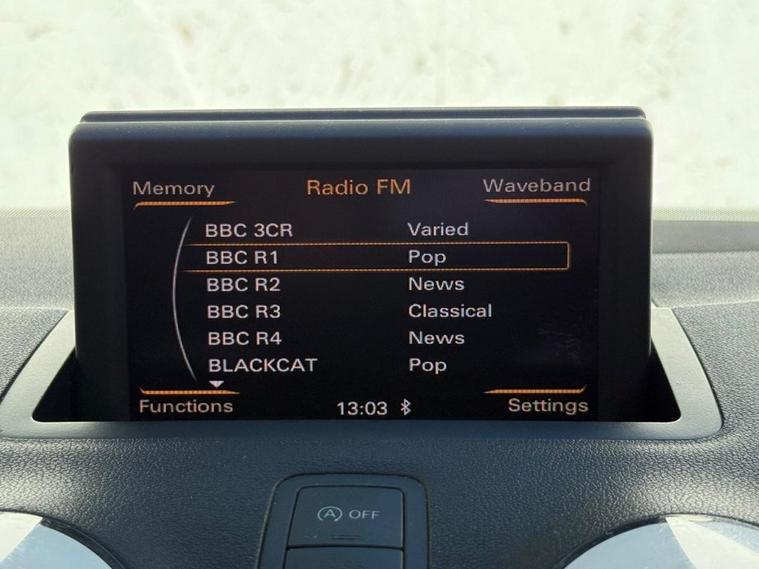 Memory Radio FM Waveband
BBC 3CR Varied
BBC R1 Pop
BBC R2 News
BBC R3 Classical
BBC R4 News
BLACKCAT Pop
Functions 13:03 Settings
A OFF